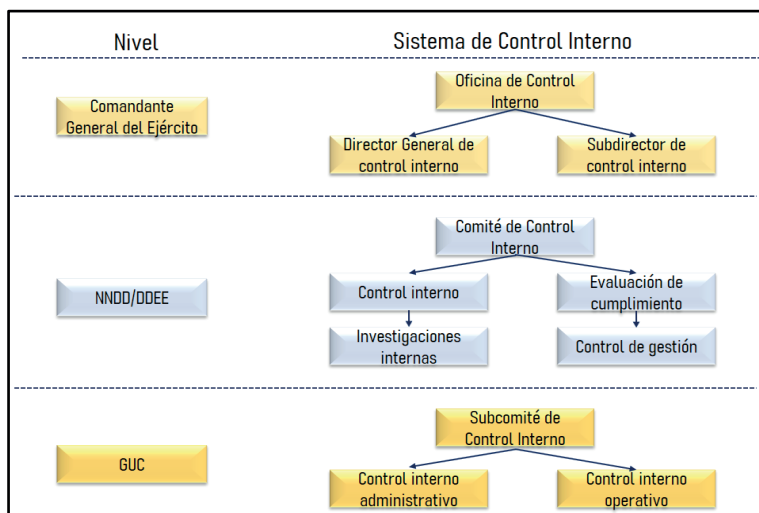 Nivel
Sistema de Control Interno
Comandante
General del Ejército
Oficina de Control
Interno
Director General de
control interno
Subdirector de
control interno
NNDD/DDEE
Comité de Control
Interno
Control interno
Evaluación de
cumplimiento
Investigaciones
internas
Control de gestión
GUC
Subcomité de
Control Interno
Control interno
administrativo
Control interno
operativo